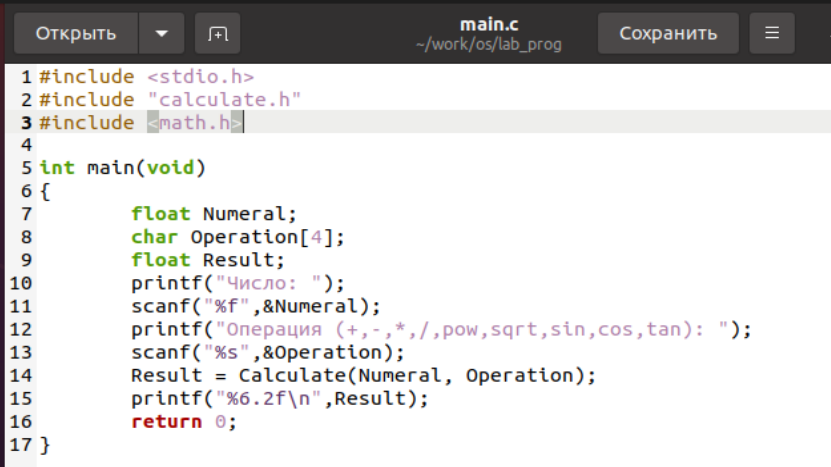 Открыть
main.c
~/work/os/lab_prog
Сохранить
1 #include <stdio.h>
2 #include "calculate.h"
3 #include <math.h>
4
5 int main(void)
6 {
7         float Numeral;
8         char Operation[4];
9         float Result;
10         printf("Число: ");
11         scanf("%f",&Numeral);
12         printf("Операция (+,-,*,/,pow,sqrt,sin,cos,tan): ");
13         scanf("%s",&Operation);
14         Result = Calculate(Numeral, Operation);
15         printf("%6.2f\n",Result);
16         return 0;
17 }